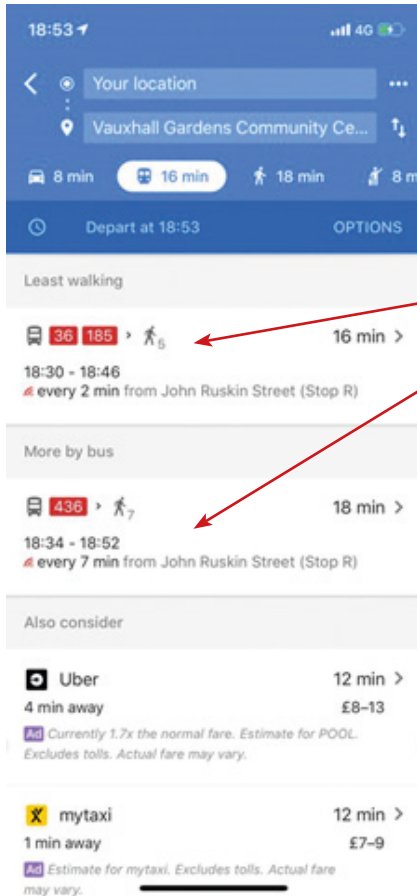 18:53 4G
Your location
Vauxhall Gardens Community Ce...
8 min 16 min 18 min 8 m
Depart at 18:53 OPTIONS
Least walking
36 185 › 5 16 min >
18:30 - 18:46
every 2 min from John Ruskin Street (Stop R)
More by bus
436 › 7 18 min >
18:34 - 18:52
every 7 min from John Ruskin Street (Stop R)
Also consider
Uber 12 min >
4 min away £8–13
Ad Currently 1.7x the normal fare. Estimate for POOL.
Excludes tolls. Actual fare may vary.
mytaxi 12 min >
1 min away £7–9
Ad Estimate for mytaxi. Excludes tolls. Actual fare
may vary.